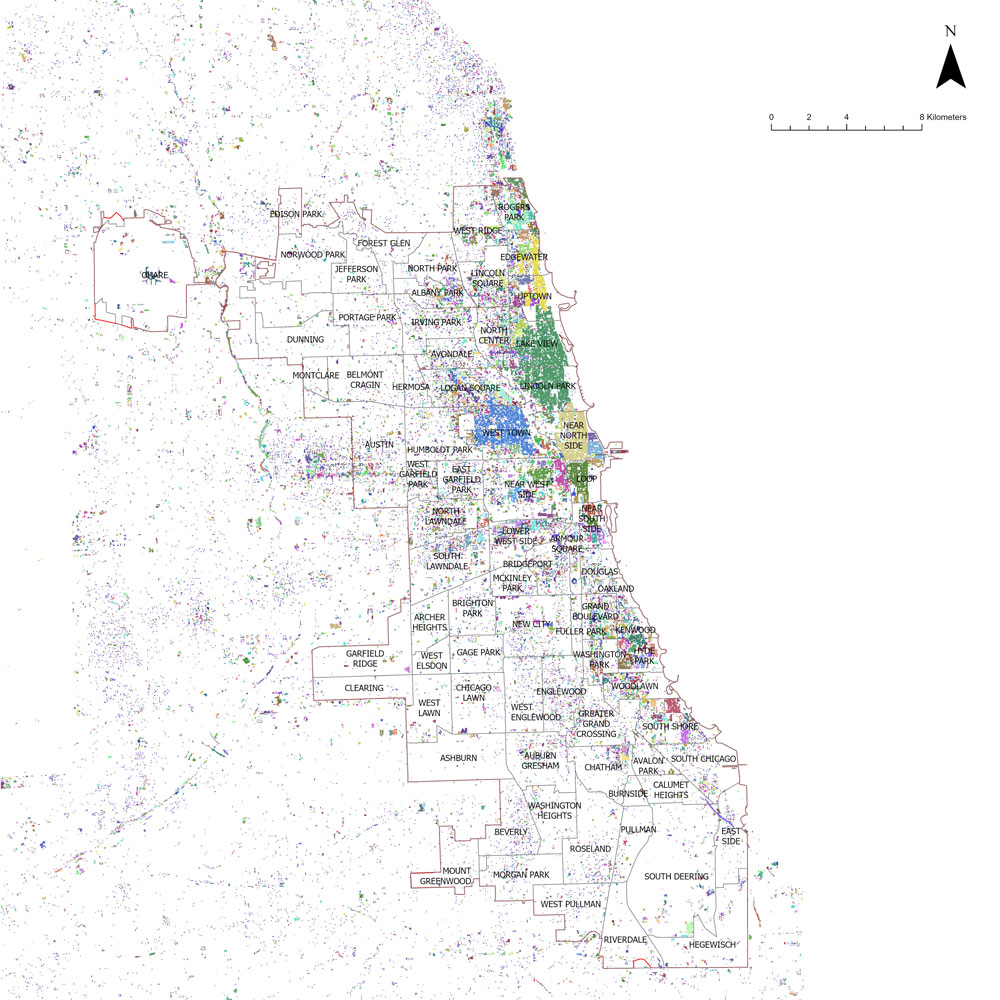 N
0 2 4 8 Kilometers
EDISON PARK
ROGERS
PARK
WEST RIDGE
FOREST GLEN
NORWOOD PARK
EDGEWATER
OHARE
JEFFERSON
PARK
NORTH PARK
LINCOLN
SQUARE
ALBANY PARK
UPTOWN
PORTAGE PARK
IRVING PARK
DUNNING
NORTH
CENTER
LAKE VIEW
AVONDALE
MONTCLARE
BELMONT
CRAGIN
HERMOSA
LOGAN SQUARE
LINCOLN PARK
WEST TOWN
NEAR
NORTH
SIDE
AUSTIN
HUMBOLDT PARK
WEST
GARFIELD
PARK
EAST
GARFIELD
PARK
NEAR WEST
SIDE
LOOP
NORTH
LAWNDALE
NEAR
SOUTH
SIDE
LOWER
WEST SIDE
ARMOUR
SQUARE
SOUTH
LAWNDALE
BRIDGEPORT
MCKINLEY
PARK
DOUGLAS
OAKLAND
BRIGHTON
PARK
GRAND
BOULEVARD
ARCHER
HEIGHTS
NEW CITY
FULLER PARK
KENWOOD
GARFIELD
RIDGE
WEST
ELSDON
GAGE PARK
WASHINGTON
PARK
HYDE
PARK
CLEARING
CHICAGO
LAWN
ENGLEWOOD
WOODLAWN
WEST
LAWN
WEST
ENGLEWOOD
GREATER
GRAND
CROSSING
SOUTH SHORE
ASHBURN
AUBURN
GRESHAM
CHATHAM
AVALON
PARK
SOUTH CHICAGO
BURNSIDE
CALUMET
HEIGHTS
WASHINGTON
HEIGHTS
BEVERLY
PULLMAN
EAST
SIDE
ROSELAND
MOUNT
GREENWOOD
MORGAN PARK
SOUTH DEERING
WEST PULLMAN
RIVERDALE
HEGEWISCH